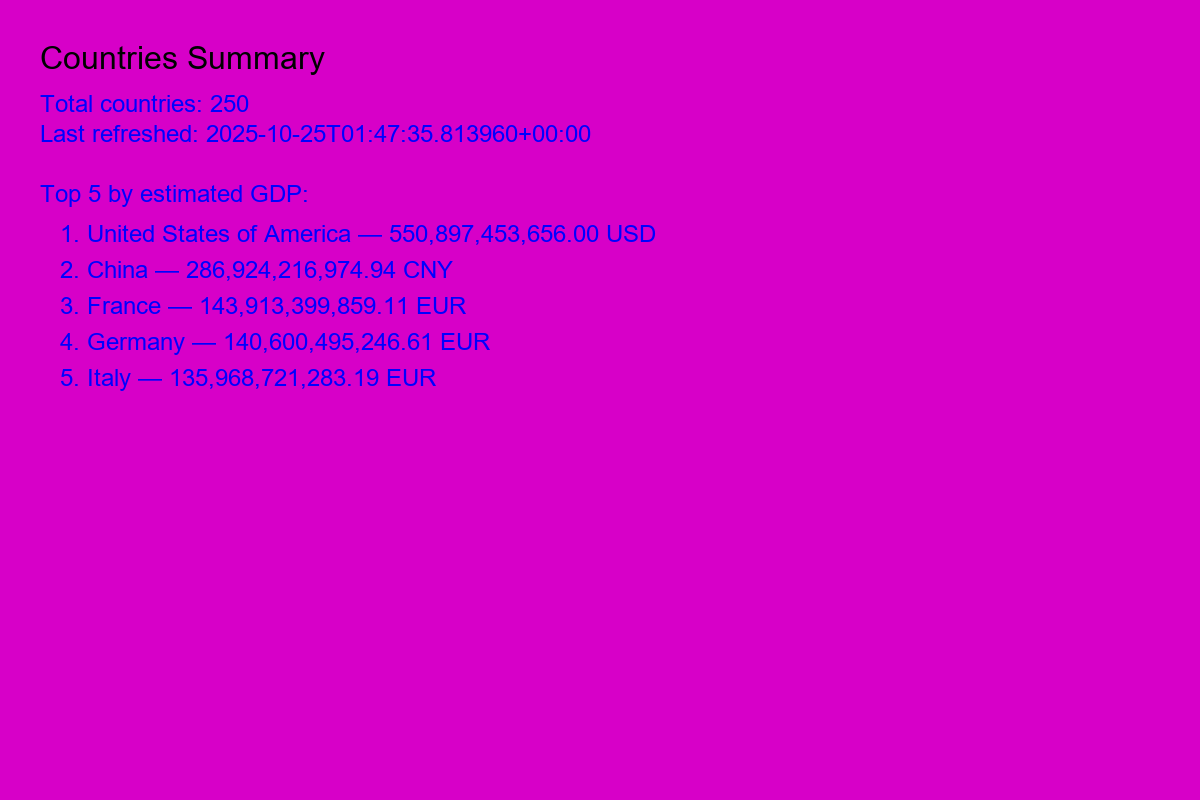 Countries Summary
Total countries: 250
Last refreshed: 2025-10-25T01:47:35.813960+00:00
Top 5 by estimated GDP:
1. United States of America — 550,897,453,656.00 USD
2. China — 286,924,216,974.94 CNY
3. France — 143,913,399,859.11 EUR
4. Germany — 140,600,495,246.61 EUR
5. Italy — 135,968,721,283.19 EUR